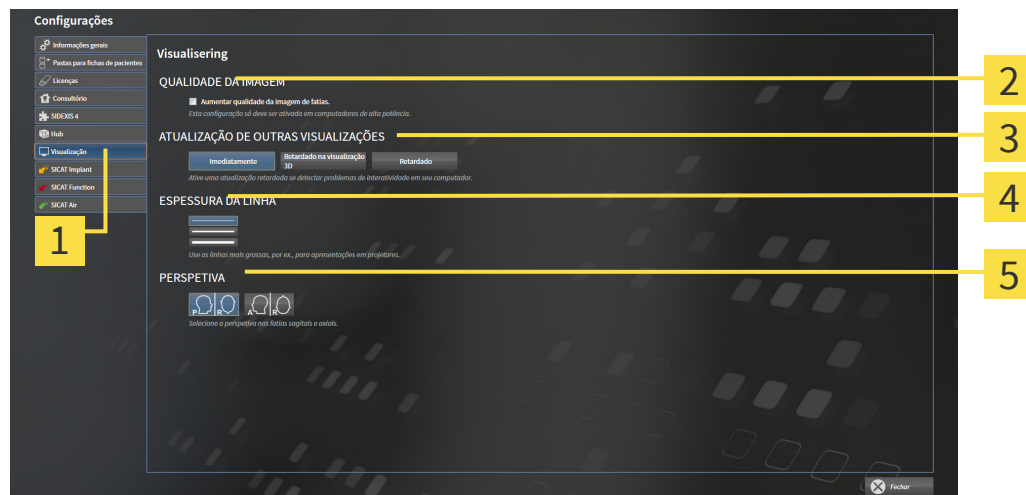 Configurações
Informações gerais
Pastas para fichas de pacientes
Licenças
Consultório
SIDEXIS 4
Hub
Visualização
SICAT Implant
SICAT Function
SICAT Air
1
Visualisering
QUALIDADE DA IMAGEM
Aumentar qualidade da imagem de fatias.
Esta configuração só deve ser ativada em computadores de alta potência.
2
ATUALIZAÇÃO DE OUTRAS VISUALIZAÇÕES
3
Imediatamente
Retardado na visualização
3D
Retardado
Ative uma atualização retardada se detectar problemas de interatividade em seu computador.
ESPESSURA DA LINHA
4
Use as linhas mais grossas, por ex., para apresentações em projetores.
PERSPETIVA
5
P R A R
Selecione a perspetiva nas fatias sagitais e axiais.
Fechar